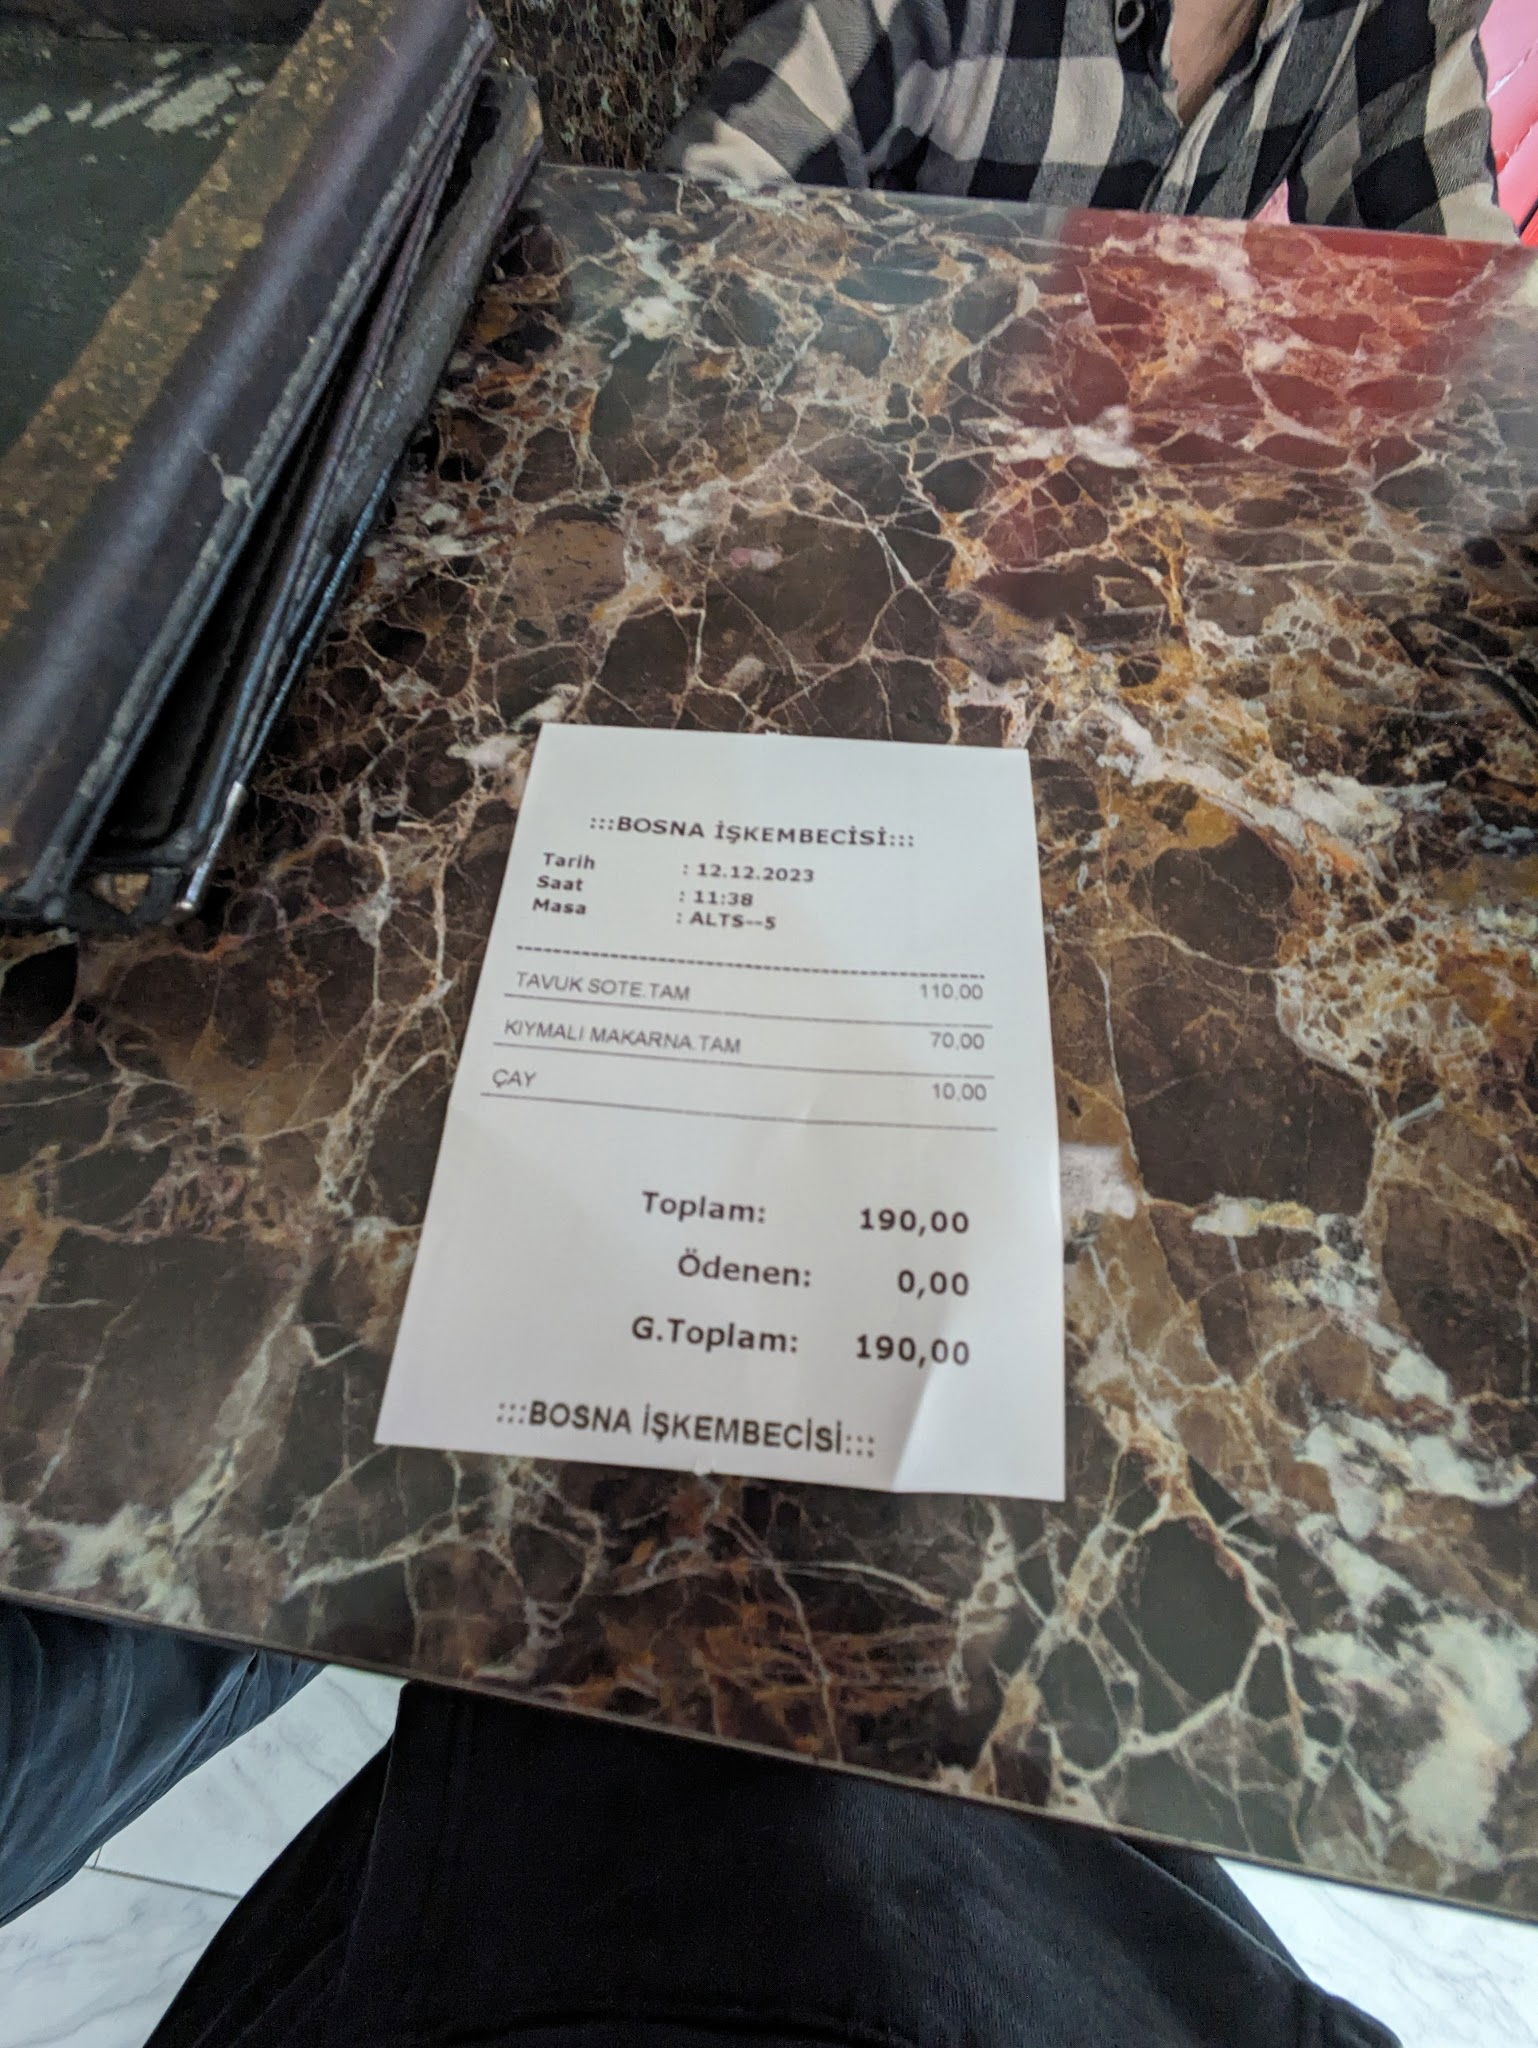 :::BOSNA İŞKEMBECİSİ:::
Tarih : 12.12.2023
Saat : 11:38
Masa : ALTS--5
TAVUK SOTE.TAM 110,00
KIYMALI MAKARNA.TAM 70,00
ÇAY 10,00
Toplam: 190,00
Ödenen: 0,00
G.Toplam: 190,00
:::BOSNA İŞKEMBECİSİ:::